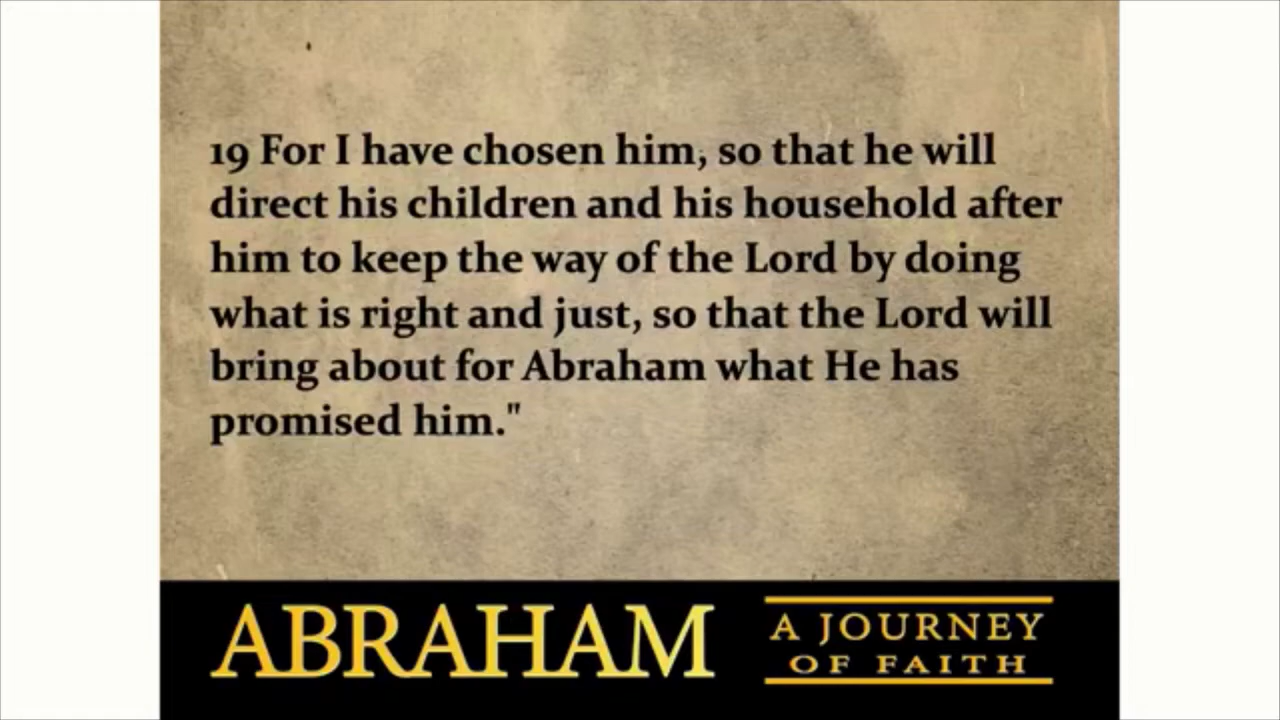 19 For I have chosen him, so that he will
direct his children and his household after
him to keep the way of the Lord by doing
what is right and just, so that the Lord will
bring about for Abraham what He has
promised him."
ABRAHAM
A JOURNEY
OF FAITH